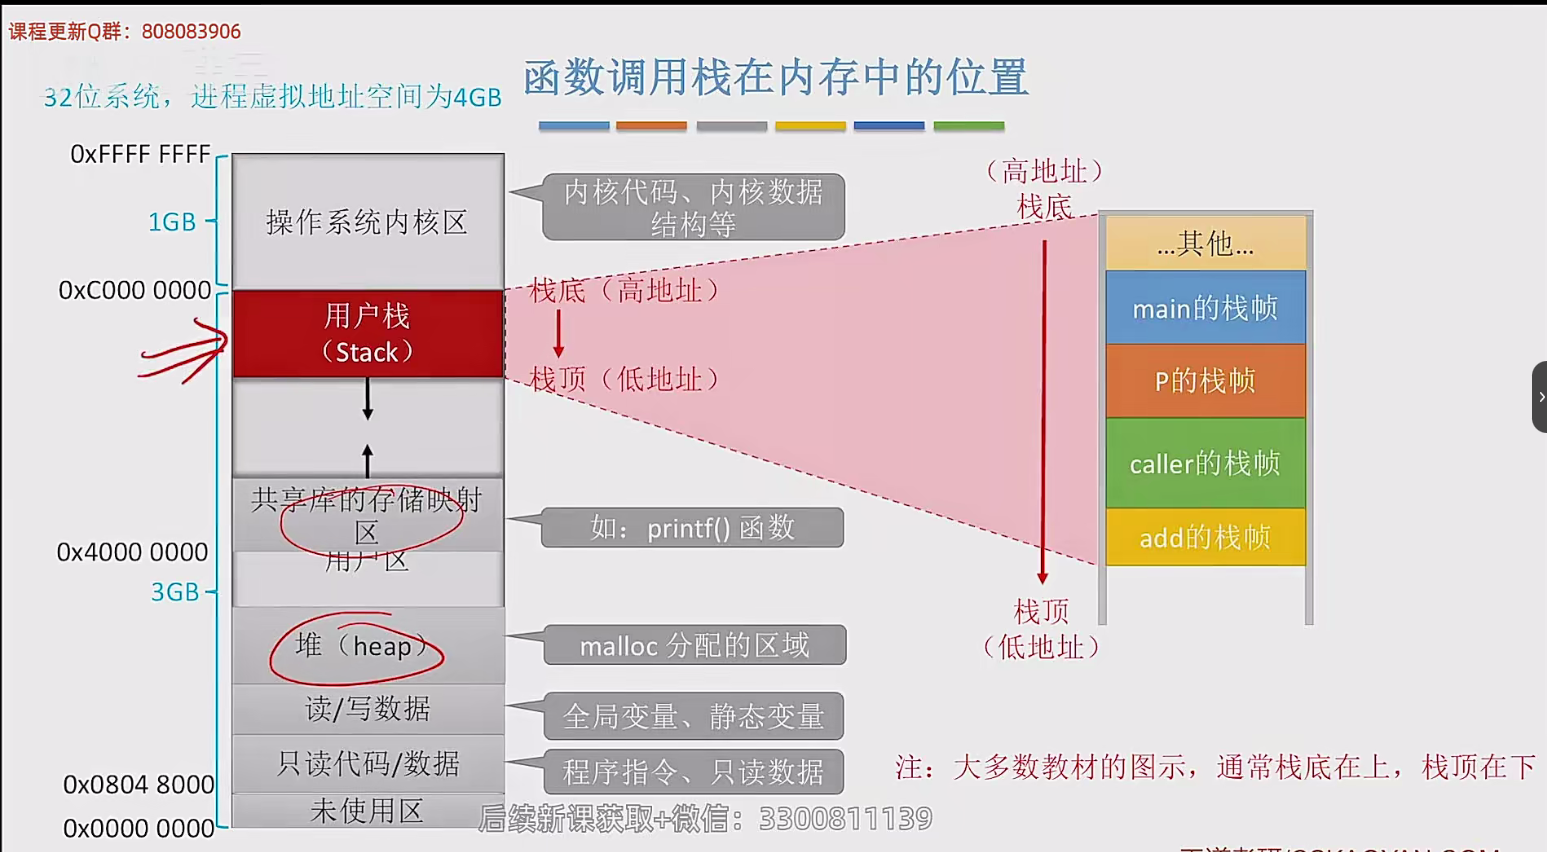 课程更新Q群：808083906
函数调用栈在内存中的位置
32位系统，进程虚拟地址空间为4GB
0xFFFF FFFF
1GB
操作系统内核区
内核代码、内核数据
结构等
0xC000 0000
用户栈
（Stack）
栈底（高地址）
栈顶（低地址）
（高地址）
栈底
...其他...
main的栈帧
P的栈帧
caller的栈帧
add的栈帧
栈顶
（低地址）
共享库的存储映射
区
如：printf() 函数
0x4000 0000
用户区
3GB
堆（heap）
malloc 分配的区域
读/写数据
全局变量、静态变量
只读代码/数据
程序指令、只读数据
注：大多数教材的图示，通常栈底在上，栈顶在下
0x0804 8000
未使用区
0x0000 0000
后续新课获取+微信：3300811139